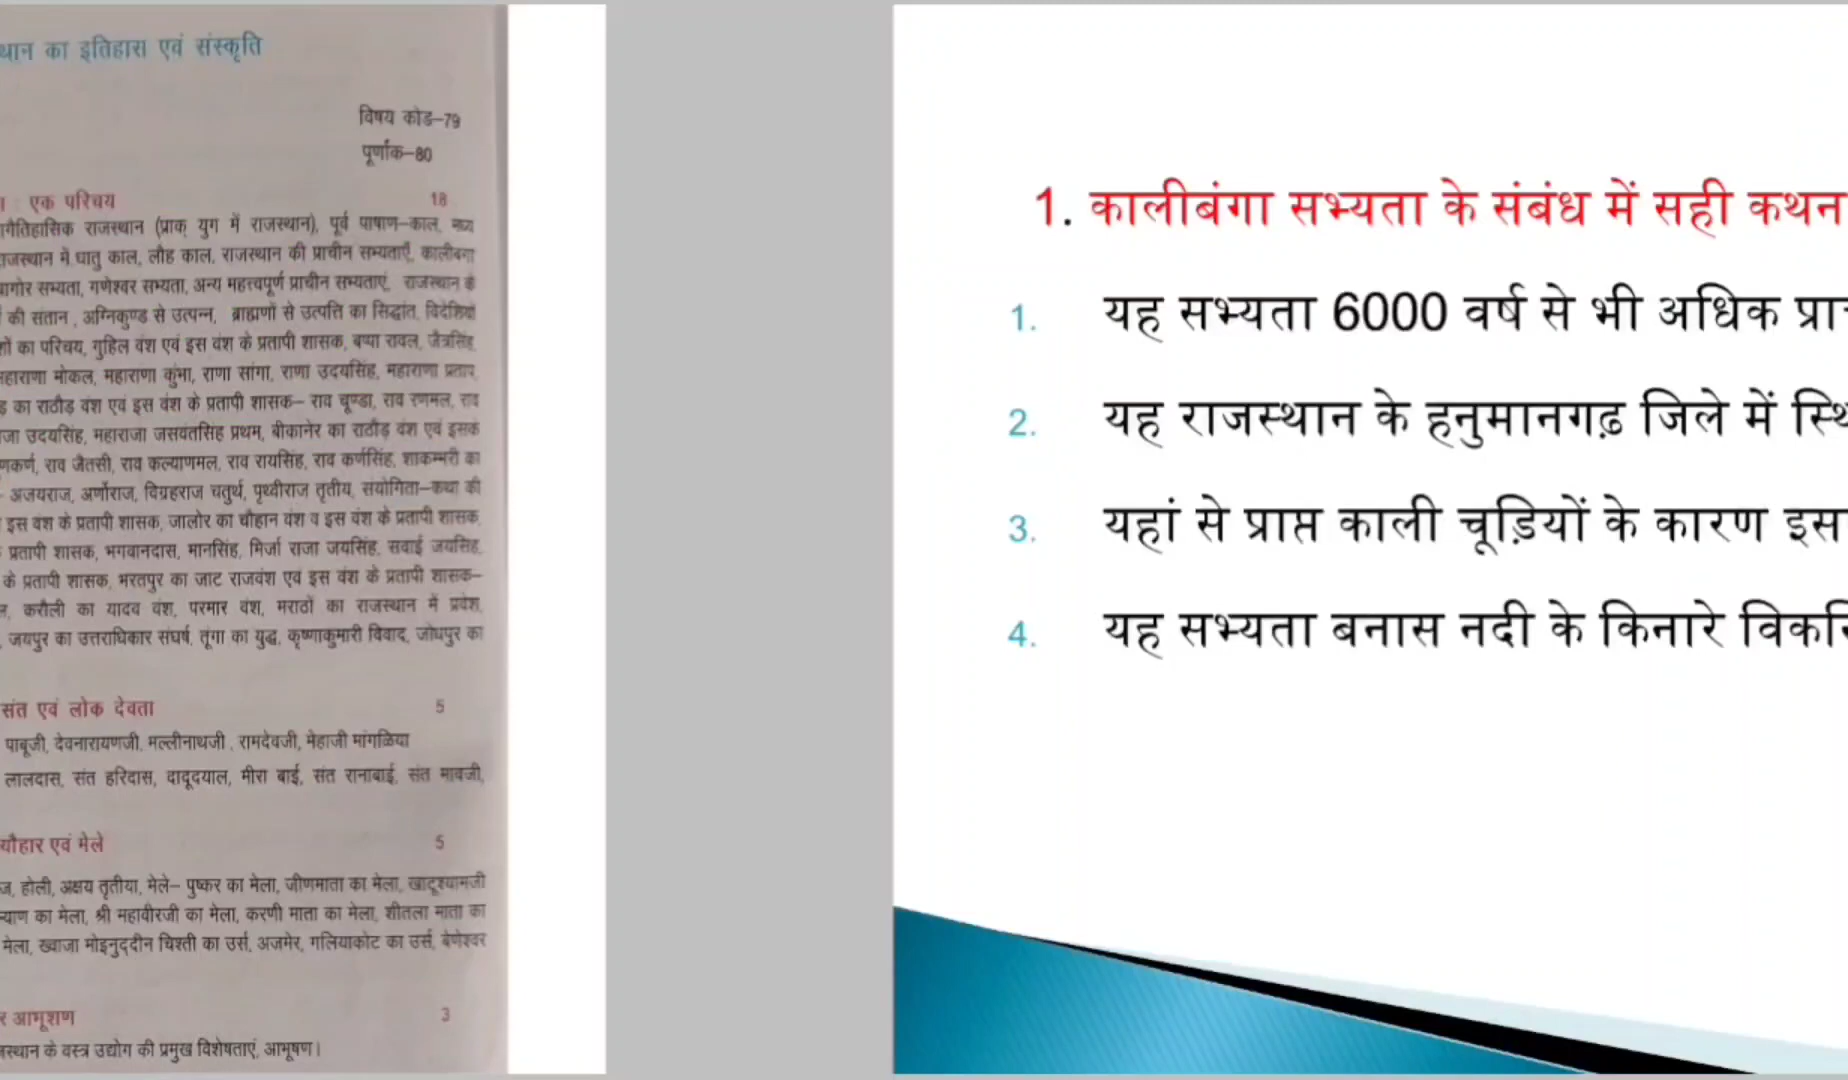 थान का इतिहास एवं संस्कृति
विषय कोड–79
पूर्णांक–80
: एक परिचय 18
गैतिहासिक राजस्थान (प्राक् युग में राजस्थान), पूर्व पाषाण–काल, मध्य
राजस्थान में धातु काल, लौह काल, राजस्थान की प्राचीन सभ्यताएँ, कालीबंगा
बागोर सभ्यता, गणेश्वर सभ्यता, अन्य महत्त्वपूर्ण प्राचीन सभ्यताएं, राजस्थान के
की संतान , अग्निकुण्ड से उत्पन्न, ब्राह्मणों से उत्पति का सिद्धांत, विदेशियों
शों का परिचय, गुहिल वंश एवं इस वंश के प्रतापी शासक, बप्पा रावल, जैत्रसिंह,
महाराणा मोकल, महाराणा कुंभा, राणा सांगा, राणा उदयसिंह, महाराणा प्रताप,
ड़ का राठौड़ वंश एवं इस वंश के प्रतापी शासक– राव चूण्डा, राव रणमल, राव
जा उदयसिंह, महाराजा जसवंतसिंह प्रथम, बीकानेर का राठौड़ वंश एवं इसके
णकर्ण, राव जैतसी, राव कल्याणमल, राव रायसिंह, राव कर्णसिंह, शाकम्भरी का
– अजयराज, अर्णोराज, विग्रहराज चतुर्थ, पृथ्वीराज तृतीय, संयोगिता–कथा की
इस वंश के प्रतापी शासक, जालोर का चौहान वंश व इस वंश के प्रतापी शासक,
प्रतापी शासक, भगवानदास, मानसिंह, मिर्जा राजा जयसिंह, सवाई जयसिंह,
के प्रतापी शासक, भरतपुर का जाट राजवंश एवं इस वंश के प्रतापी शासक–
ल, करौली का यादव वंश, परमार वंश, मराठों का राजस्थान में प्रवेश,
, जयपुर का उत्तराधिकार संघर्ष, तूंगा का युद्ध, कृष्णाकुमारी विवाद, जोधपुर का
संत एवं लोक देवता 5
पाबूजी, देवनारायणजी, मल्लीनाथजी , रामदेवजी, मेहाजी मांगळिया
लालदास, संत हरिदास, दादूदयाल, मीरा बाई, संत रानाबाई, संत मावजी,
यौहार एवं मेले 5
ज, होली, अक्षय तृतीया, मेले– पुष्कर का मेला, जीणमाता का मेला, खाटूश्यामजी
ल्याण का मेला, श्री महावीरजी का मेला, करणी माता का मेला, शीतला माता का
मेला, ख्वाजा मोइनुद्दीन चिश्ती का उर्स, अजमेर, गलियाकोट का उर्स, बेणेश्वर
र आभूशण 3
जस्थान के वस्त्र उद्योग की प्रमुख विशेषताएं, आभूषण।
1. कालीबंगा सभ्यता के संबंध में सही कथन
1. यह सभ्यता 6000 वर्ष से भी अधिक प्रा
2. यह राजस्थान के हनुमानगढ़ जिले में स्थि
3. यहां से प्राप्त काली चूड़ियों के कारण इस
4. यह सभ्यता बनास नदी के किनारे विकसि